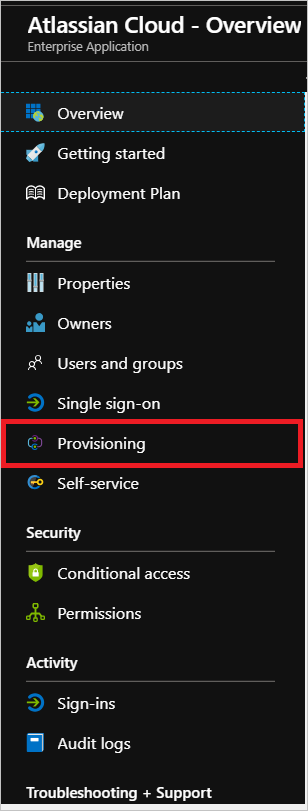 Atlassian Cloud - Overview
Enterprise Application
Overview
Getting started
Deployment Plan
Manage
Properties
Owners
Users and groups
Single sign-on
Provisioning
Self-service
Security
Conditional access
Permissions
Activity
Sign-ins
Audit logs
Troubleshooting + Support